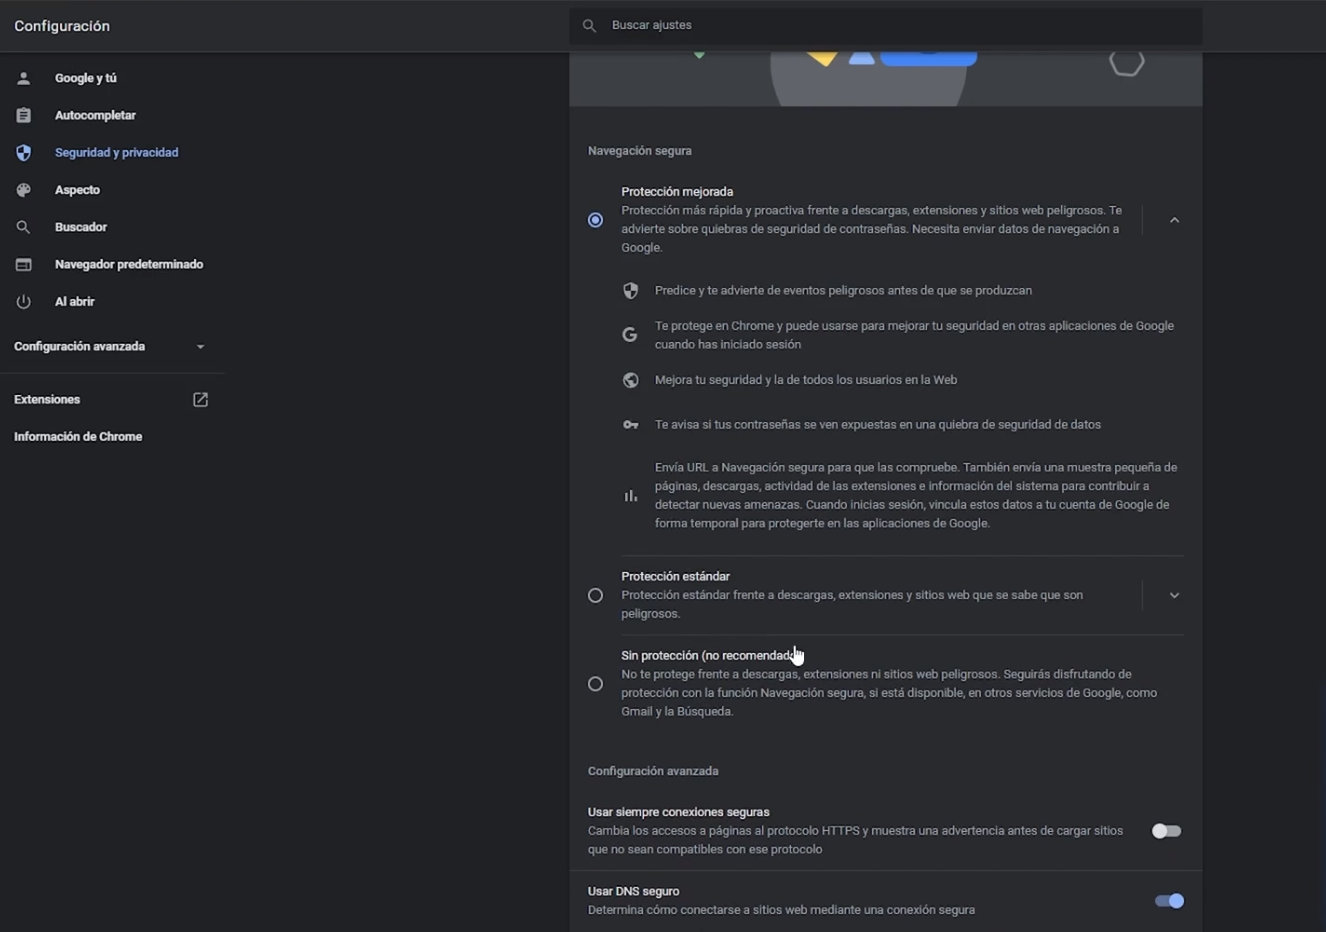 Configuración
Buscar ajustes
Google y tú
Autocompletar
Seguridad y privacidad
Aspecto
Buscador
Navegador predeterminado
Al abrir
Configuración avanzada
Extensiones
Información de Chrome
Navegación segura
Protección mejorada
Protección más rápida y proactiva frente a descargas, extensiones y sitios web peligrosos. Te
advierte sobre quiebras de seguridad de contraseñas. Necesita enviar datos de navegación a
Google.
Predice y te advierte de eventos peligrosos antes de que se produzcan
Te protege en Chrome y puede usarse para mejorar tu seguridad en otras aplicaciones de Google
cuando has iniciado sesión
Mejora tu seguridad y la de todos los usuarios en la Web
Te avisa si tus contraseñas se ven expuestas en una quiebra de seguridad de datos
Envía URL a Navegación segura para que las compruebe. También envía una muestra pequeña de
páginas, descargas, actividad de las extensiones e información del sistema para contribuir a
detectar nuevas amenazas. Cuando inicias sesión, vincula estos datos a tu cuenta de Google de
forma temporal para protegerte en las aplicaciones de Google.
Protección estándar
Protección estándar frente a descargas, extensiones y sitios web que se sabe que son
peligrosos.
Sin protección (no recomendado)
No te protege frente a descargas, extensiones ni sitios web peligrosos. Seguirás disfrutando de
protección con la función Navegación segura, si está disponible, en otros servicios de Google, como
Gmail y la Búsqueda.
Configuración avanzada
Usar siempre conexiones seguras
Cambia los accesos a páginas al protocolo HTTPS y muestra una advertencia antes de cargar sitios
que no sean compatibles con ese protocolo
Usar DNS seguro
Determina cómo conectarse a sitios web mediante una conexión segura